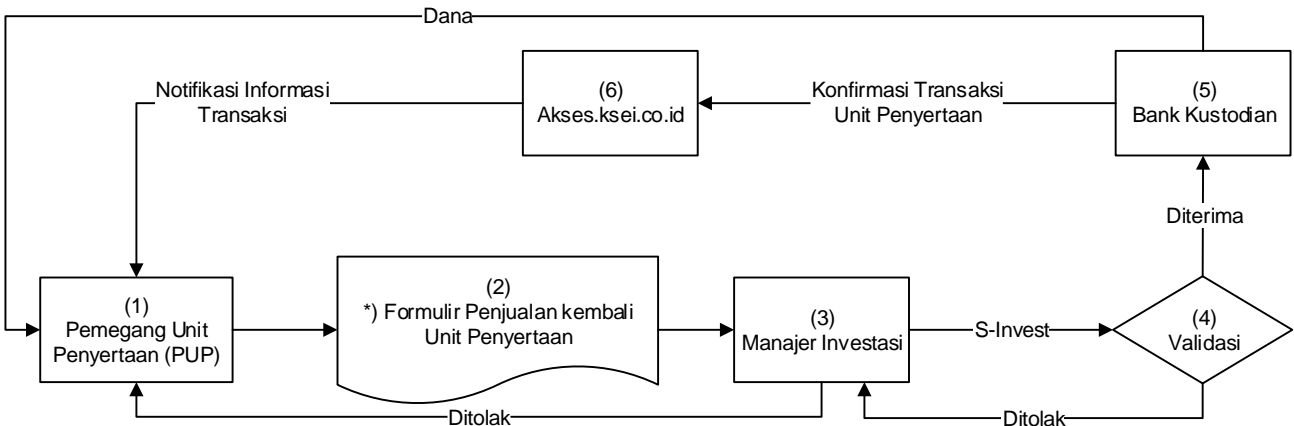 Dana
Notifikasi Informasi
Transaksi
(6)
Akses.ksei.co.id
Konfirmasi Transaksi
Unit Penyertaan
(5)
Bank Kustodian
Diterima
(1)
Pemegang Unit
Penyertaan (PUP)
(2)
*) Formulir Penjualan kembali
Unit Penyertaan
(3)
Manajer Investasi
S-Invest
(4)
Validasi
Ditolak
Ditolak